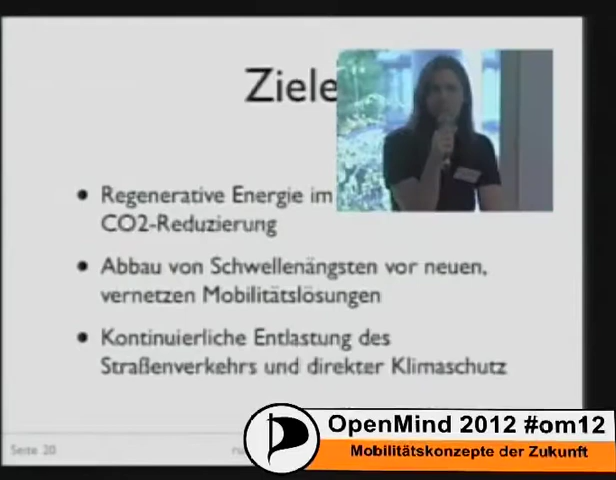 Ziele
• Regenerative Energie im
CO2-Reduzierung
• Abbau von Schwellenängsten vor neuen,
vernetzen Mobilitätslösungen
• Kontinuierliche Entlastung des
Straßenverkehrs und direkter Klimaschutz
Seite 20
OpenMind 2012 #om12
Mobilitätskonzepte der Zukunft